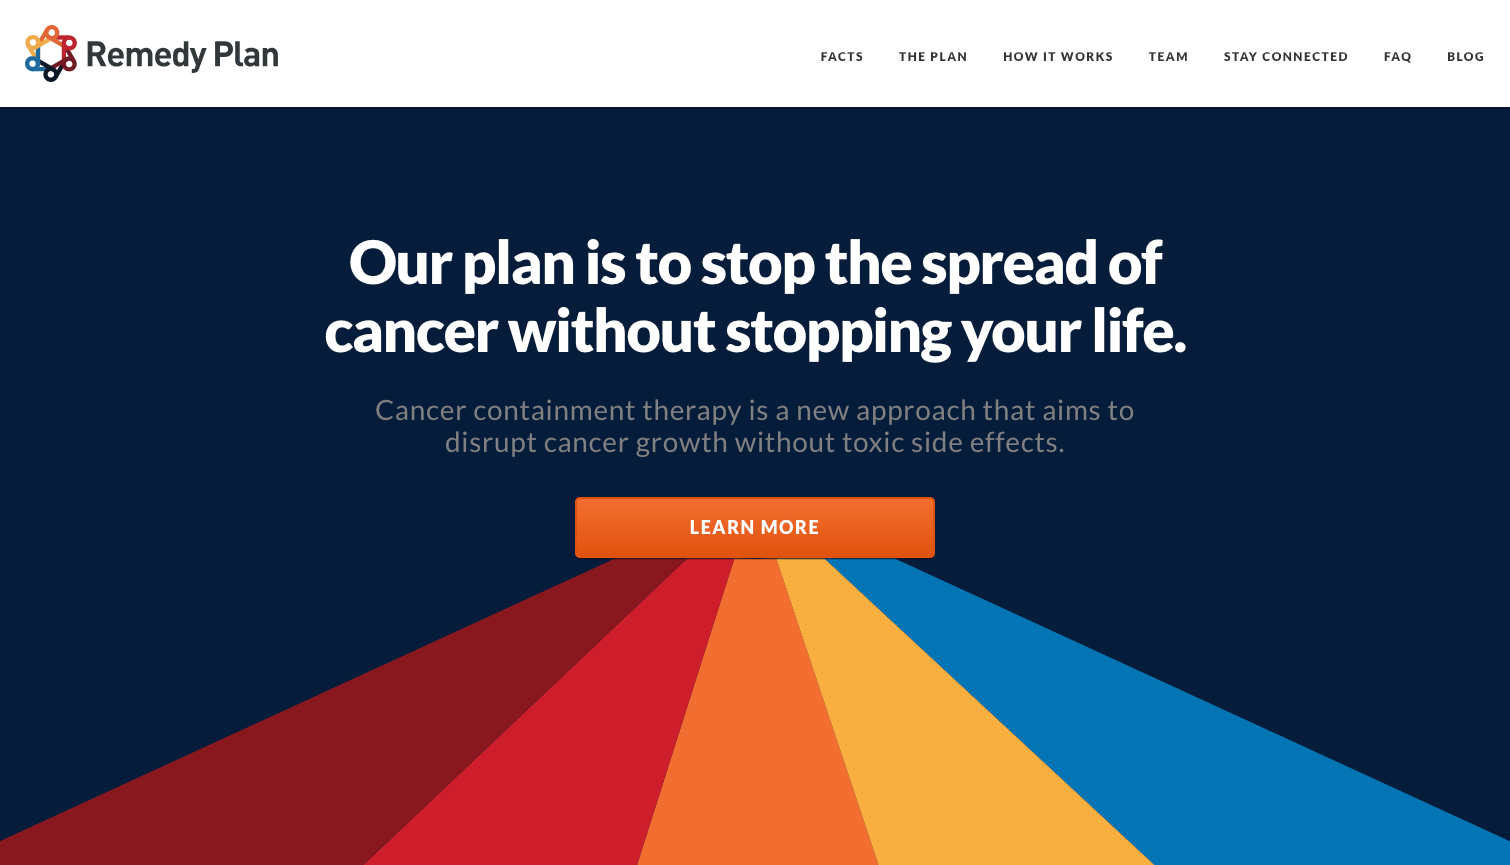 Remedy Plan
FACTS THE PLAN HOW IT WORKS TEAM STAY CONNECTED FAQ BLOG
Our plan is to stop the spread of
cancer without stopping your life.
Cancer containment therapy is a new approach that aims to
disrupt cancer growth without toxic side effects.
LEARN MORE